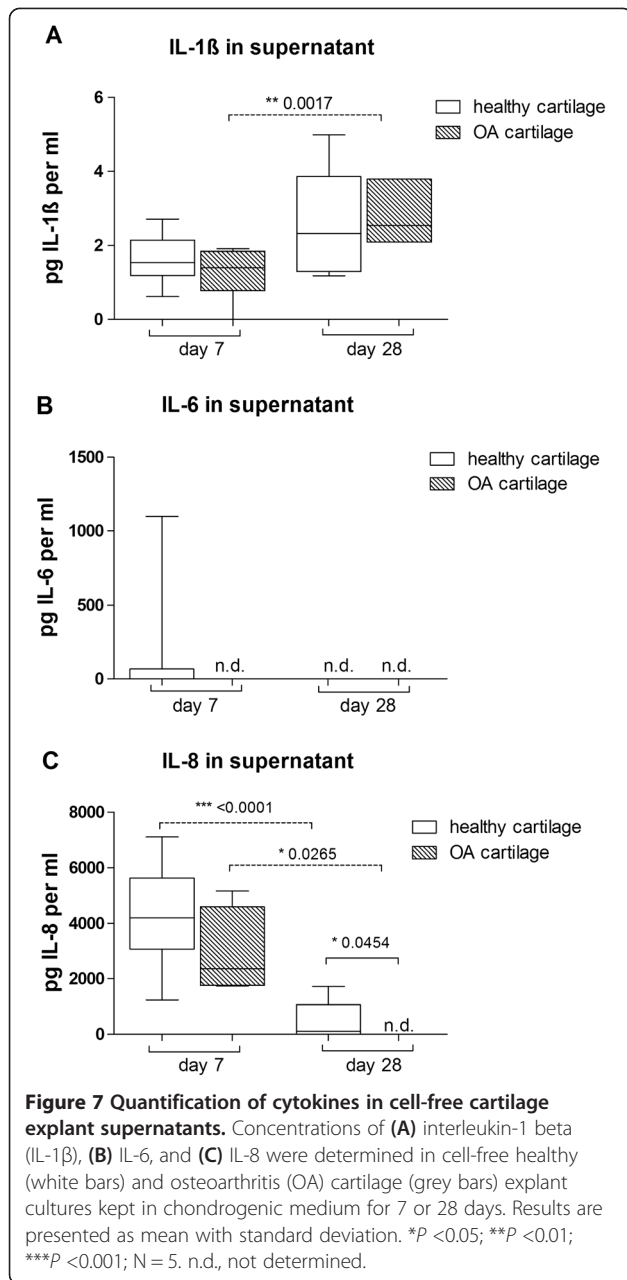 A
IL-1ß in supernatant
6
4
2
0
pg IL-1ß per ml
** 0.0017
healthy cartilage
OA cartilage
day 7
day 28
B
IL-6 in supernatant
1500
1000
500
0
pg IL-6 per ml
healthy cartilage
OA cartilage
n.d.
n.d.
n.d.
day 7
day 28
C
IL-8 in supernatant
8000
6000
4000
2000
0
pg IL-8 per ml
*** <0.0001
* 0.0265
* 0.0454
healthy cartilage
OA cartilage
n.d.
day 7
day 28
Figure 7 Quantification of cytokines in cell-free cartilage
explant supernatants. Concentrations of (A) interleukin-1 beta
(IL-1β), (B) IL-6, and (C) IL-8 were determined in cell-free healthy
(white bars) and osteoarthritis (OA) cartilage (grey bars) explant
cultures kept in chondrogenic medium for 7 or 28 days. Results are
presented as mean with standard deviation. *P <0.05; **P <0.01;
***P <0.001; N = 5. n.d., not determined.